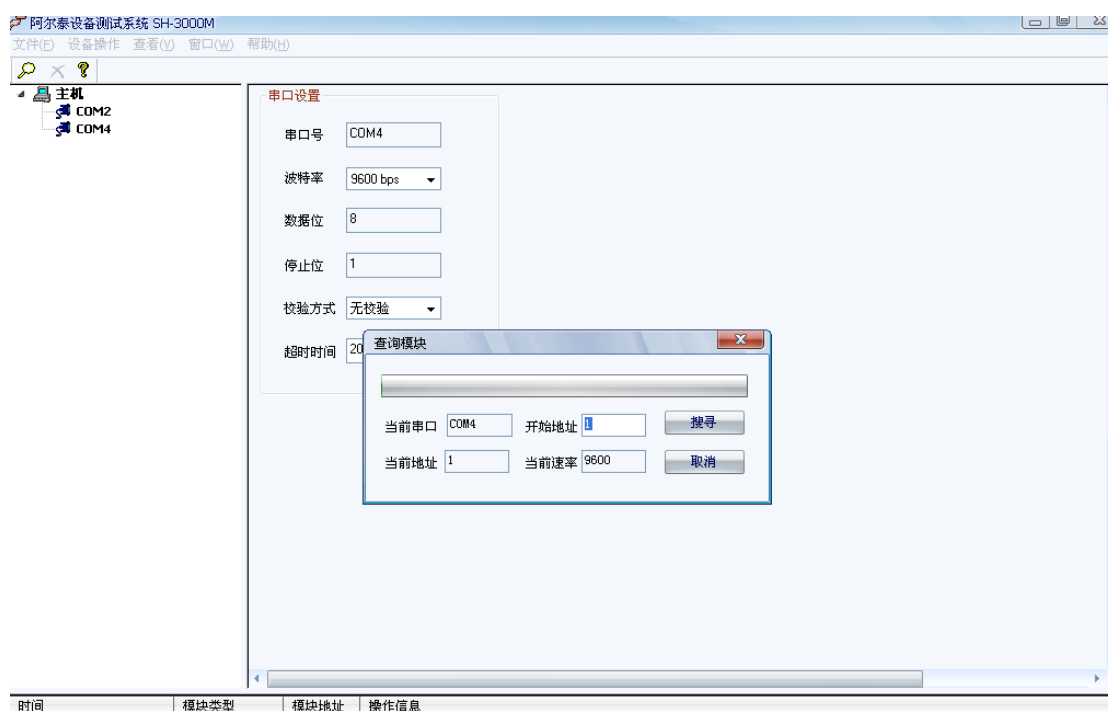 阿尔泰设备测试系统 SH-3000M
文件(F) 设备操作 查看(V) 窗口(W) 帮助(H)
主机
COM2
COM4
串口设置
串口号 COM4
波特率 9600 bps
数据位 8
停止位 1
校验方式 无校验
超时时间 20
查询模块
当前串口 COM4 开始地址 1 搜寻
当前地址 1 当前速率 9600 取消
时间 模块类型 模块地址 操作信息